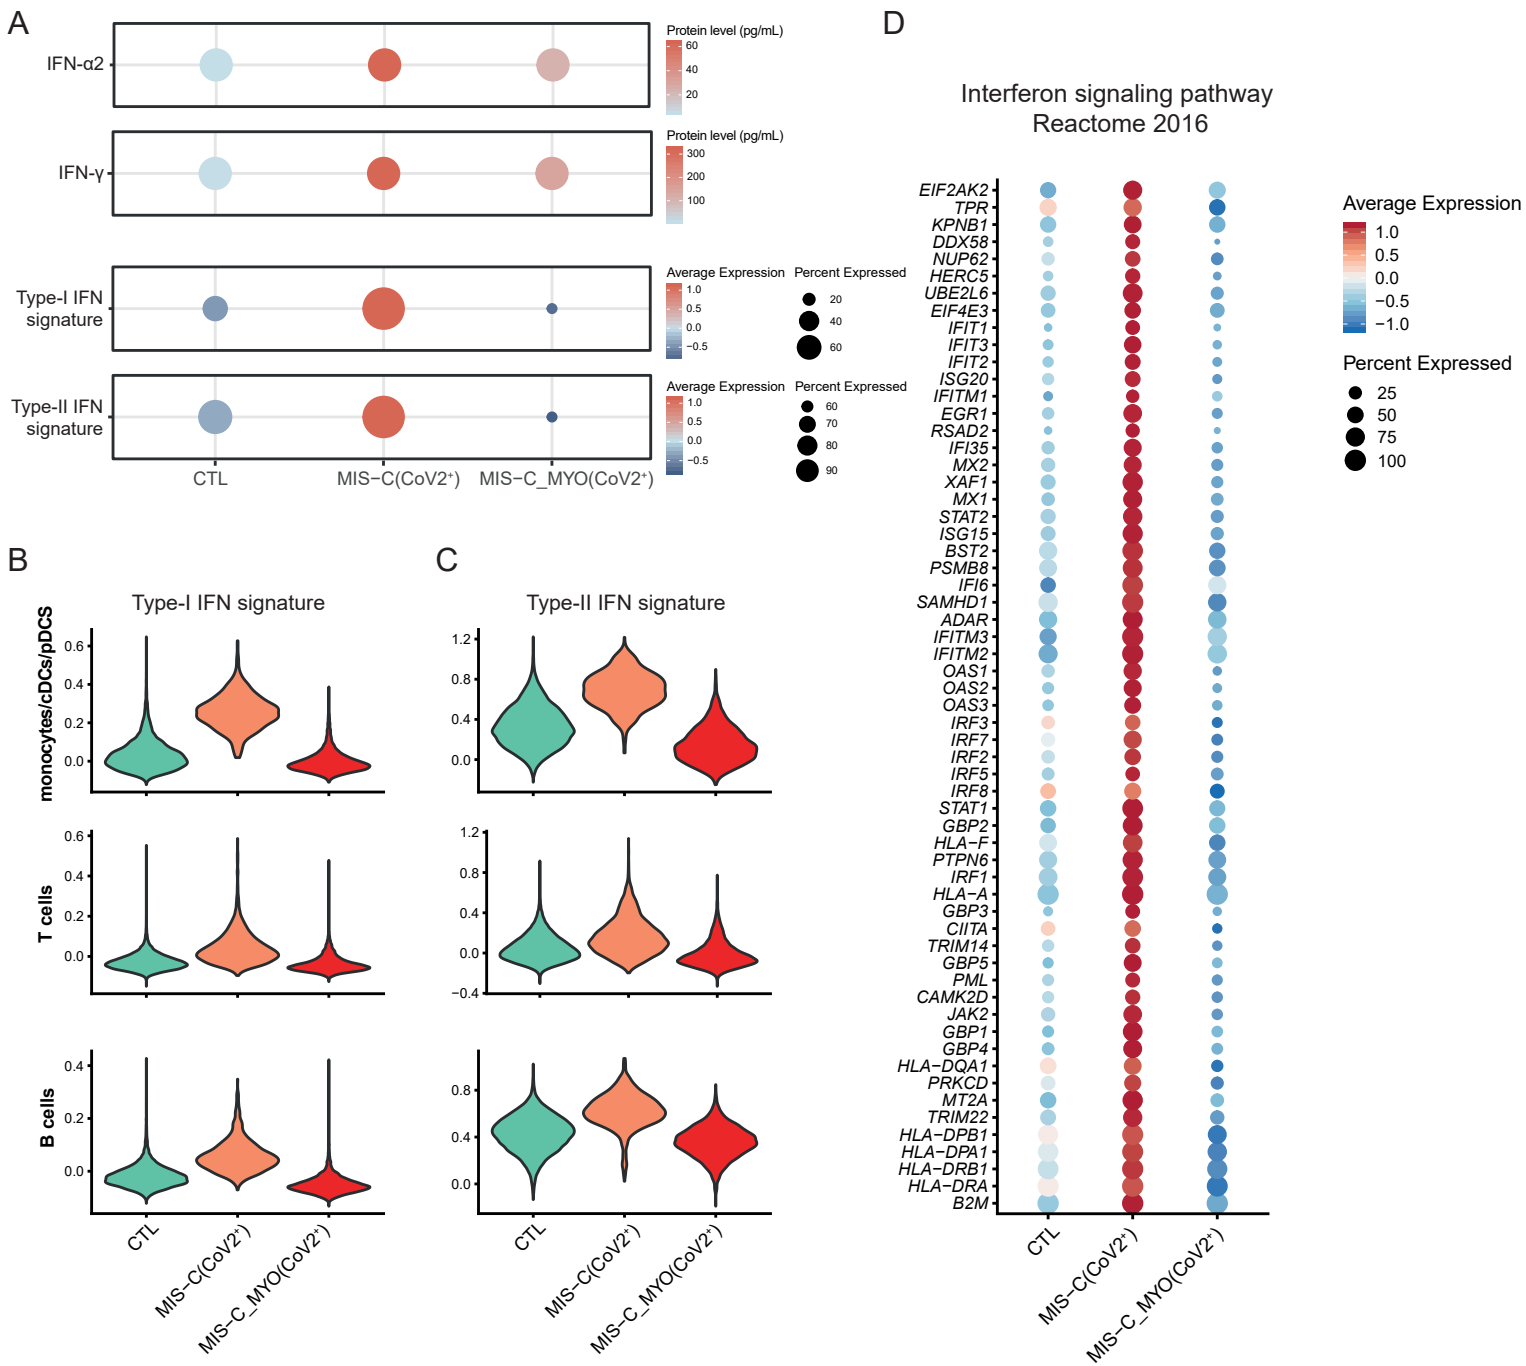 A
IFN-α2
Protein level (pg/mL)
60
40
20
IFN-γ
Protein level (pg/mL)
300
200
100
Type-I IFN
signature
Average Expression
1.0
0.5
0.0
−0.5
Percent Expressed
20
40
60
Type-II IFN
signature
Average Expression
1.0
0.5
0.0
−0.5
Percent Expressed
60
70
80
90
CTL
MIS−C(CoV2⁺)
MIS−C_MYO(CoV2⁺)
B
Type-I IFN signature
monocytes/cDCs/pDCS
0.6
0.4
0.2
0.0
T cells
0.6
0.4
0.2
0.0
B cells
0.4
0.2
0.0
CTL
MIS−C(CoV2⁺)
MIS−C_MYO(CoV2⁺)
C
Type-II IFN signature
1.2
0.8
0.4
0.0
1.2
0.4
0.0
−0.4
0.8
0.4
0.0
CTL
MIS−C(CoV2⁺)
MIS−C_MYO(CoV2⁺)
D
Interferon signaling pathway
Reactome 2016
EIF2AK2
TPR
KPNB1
DDX58
NUP62
HERC5
UBE2L6
EIF4E3
IFIT1
IFIT3
IFIT2
ISG20
IFITM1
EGR1
RSAD2
IFI35
MX2
XAF1
MX1
STAT2
ISG15
BST2
PSMB8
IFI6
SAMHD1
ADAR
IFITM3
IFITM2
OAS1
OAS2
OAS3
IRF3
IRF7
IRF2
IRF5
IRF8
STAT1
GBP2
HLA−F
PTPN6
IRF1
HLA−A
GBP3
CIITA
TRIM14
GBP5
PML
CAMK2D
JAK2
GBP1
GBP4
HLA−DQA1
PRKCD
MT2A
TRIM22
HLA−DPB1
HLA−DPA1
HLA−DRB1
HLA−DRA
B2M
CTL
MIS−C(CoV2⁺)
MIS−C_MYO(CoV2⁺)
Average Expression
1.0
0.5
0.0
−0.5
−1.0
Percent Expressed
25
50
75
100